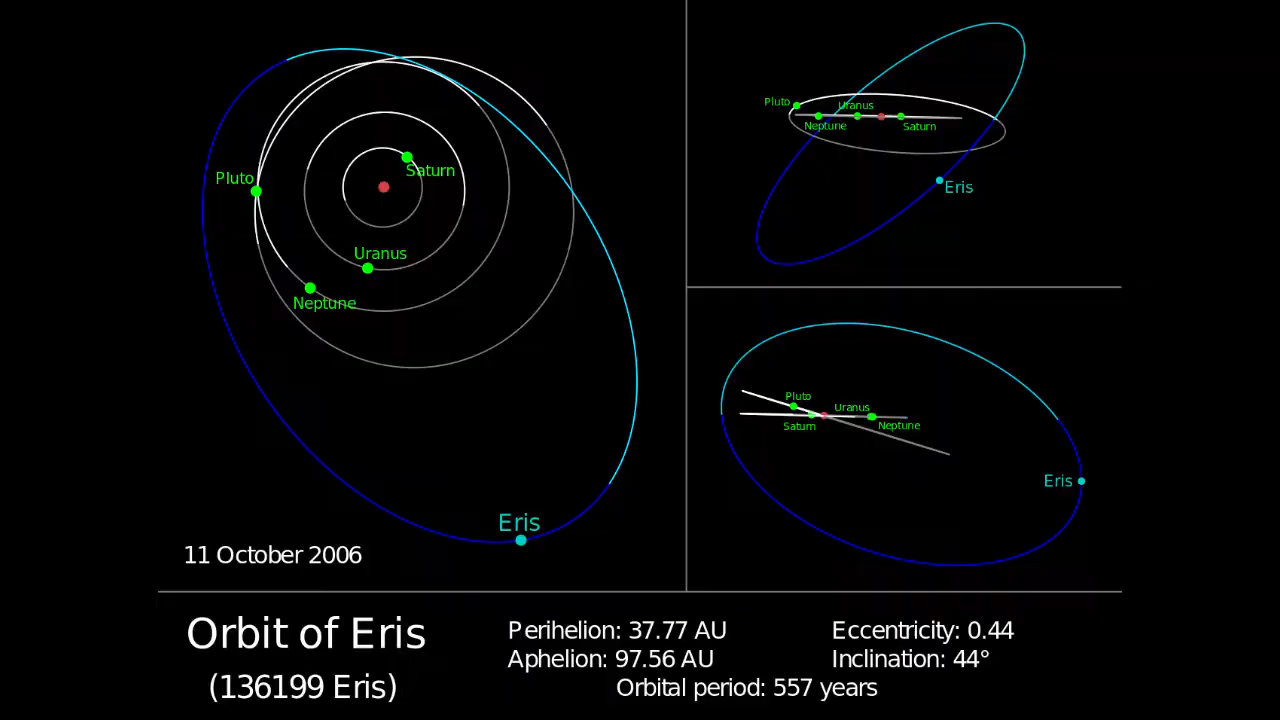 Saturn
Pluto
Uranus
Neptune
Eris
11 October 2006
Pluto
Uranus
Neptune
Saturn
Eris
Pluto
Uranus
Saturn
Neptune
Eris
Orbit of Eris
(136199 Eris)
Perihelion: 37.77 AU
Aphelion: 97.56 AU
Eccentricity: 0.44
Inclination: 44°
Orbital period: 557 years